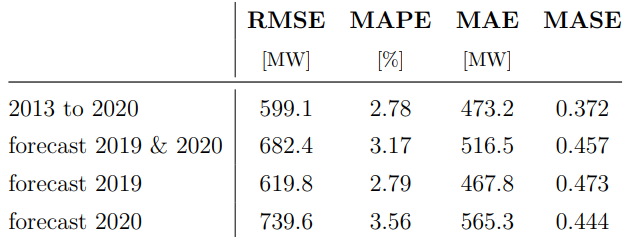 RMSE MAPE MAE MASE
[MW] [%] [MW]
2013 to 2020 599.1 2.78 473.2 0.372
forecast 2019 & 2020 682.4 3.17 516.5 0.457
forecast 2019 619.8 2.79 467.8 0.473
forecast 2020 739.6 3.56 565.3 0.444